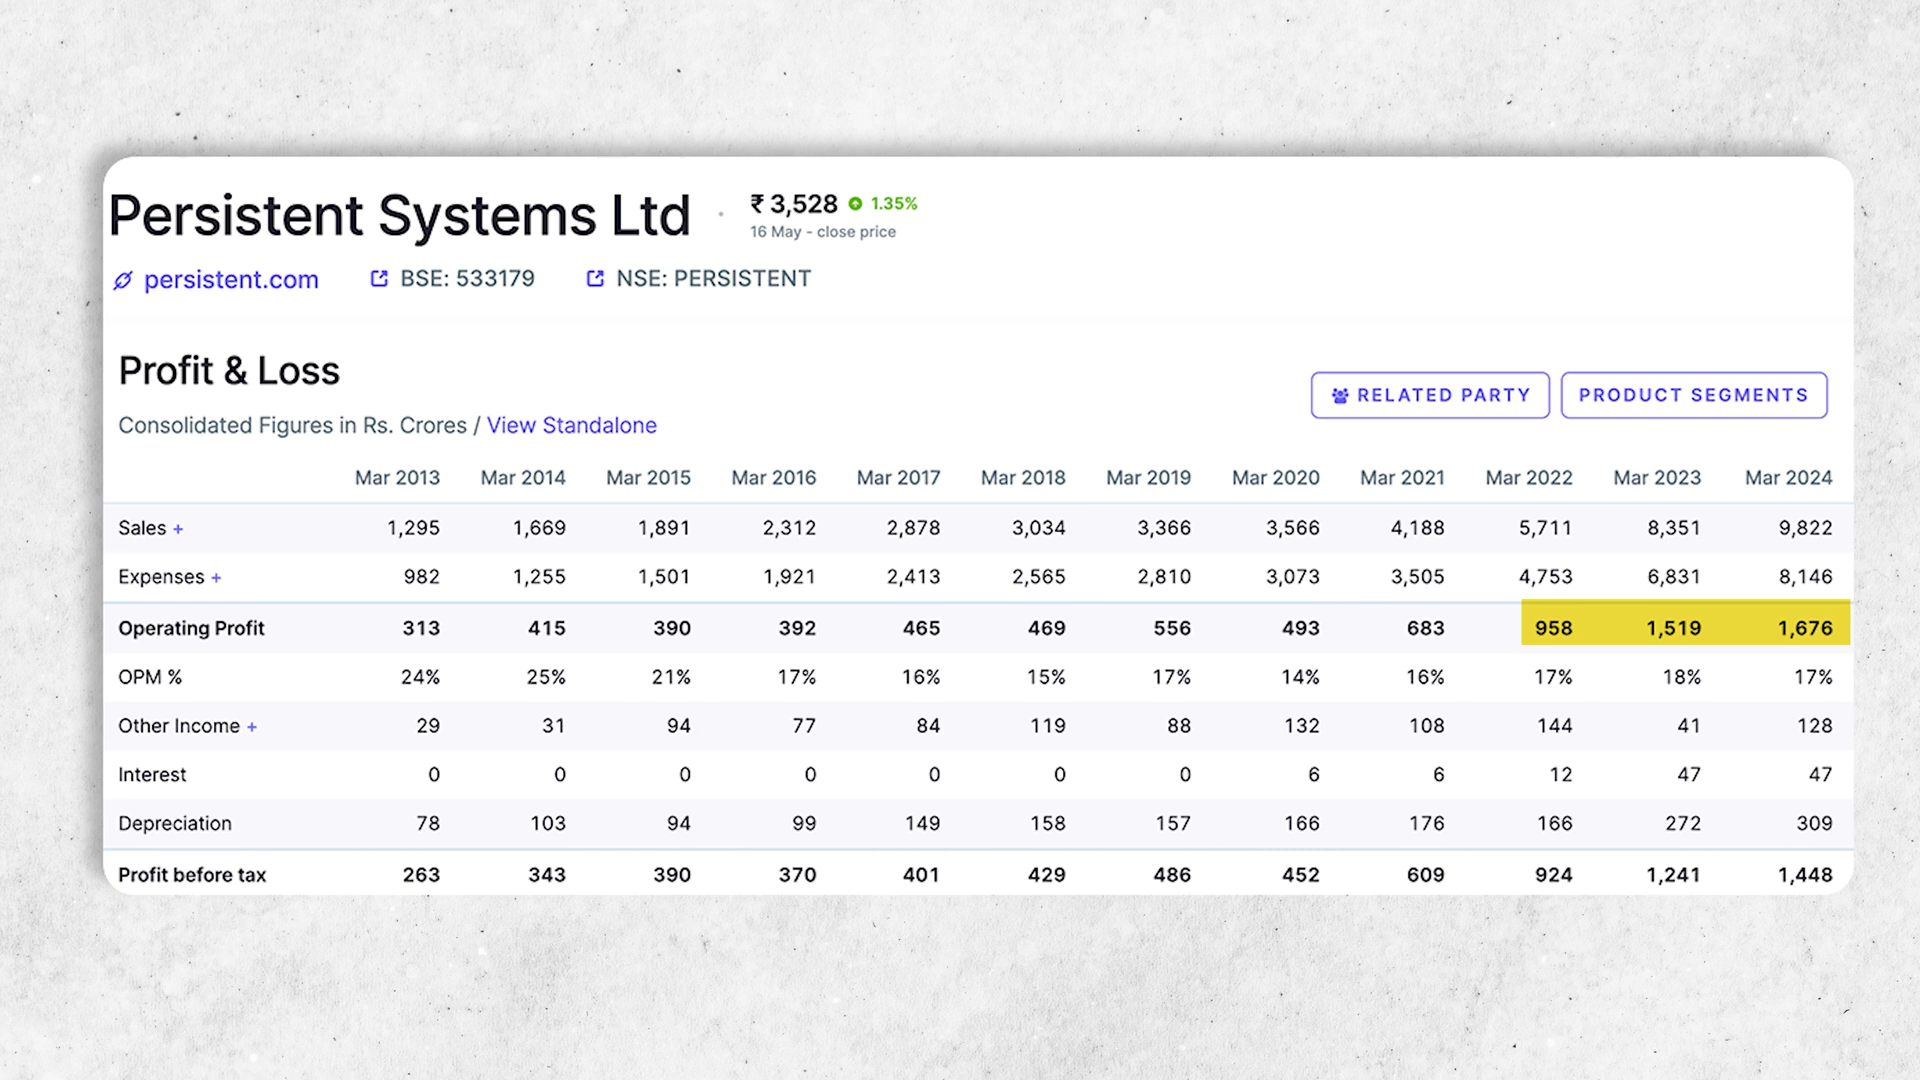 Persistent Systems Ltd
₹ 3,528 1.35%
16 May - close price
persistent.com BSE: 533179 NSE: PERSISTENT
Profit & Loss
RELATED PARTY PRODUCT SEGMENTS
Consolidated Figures in Rs. Crores / View Standalone
Mar 2013 Mar 2014 Mar 2015 Mar 2016 Mar 2017 Mar 2018 Mar 2019 Mar 2020 Mar 2021 Mar 2022 Mar 2023 Mar 2024
Sales + 1,295 1,669 1,891 2,312 2,878 3,034 3,366 3,566 4,188 5,711 8,351 9,822
Expenses + 982 1,255 1,501 1,921 2,413 2,565 2,810 3,073 3,505 4,753 6,831 8,146
Operating Profit 313 415 390 392 465 469 556 493 683 958 1,519 1,676
OPM % 24% 25% 21% 17% 16% 15% 17% 14% 16% 17% 18% 17%
Other Income + 29 31 94 77 84 119 88 132 108 144 41 128
Interest 0 0 0 0 0 0 0 6 6 12 47 47
Depreciation 78 103 94 99 149 158 157 166 176 166 272 309
Profit before tax 263 343 390 370 401 429 486 452 609 924 1,241 1,448